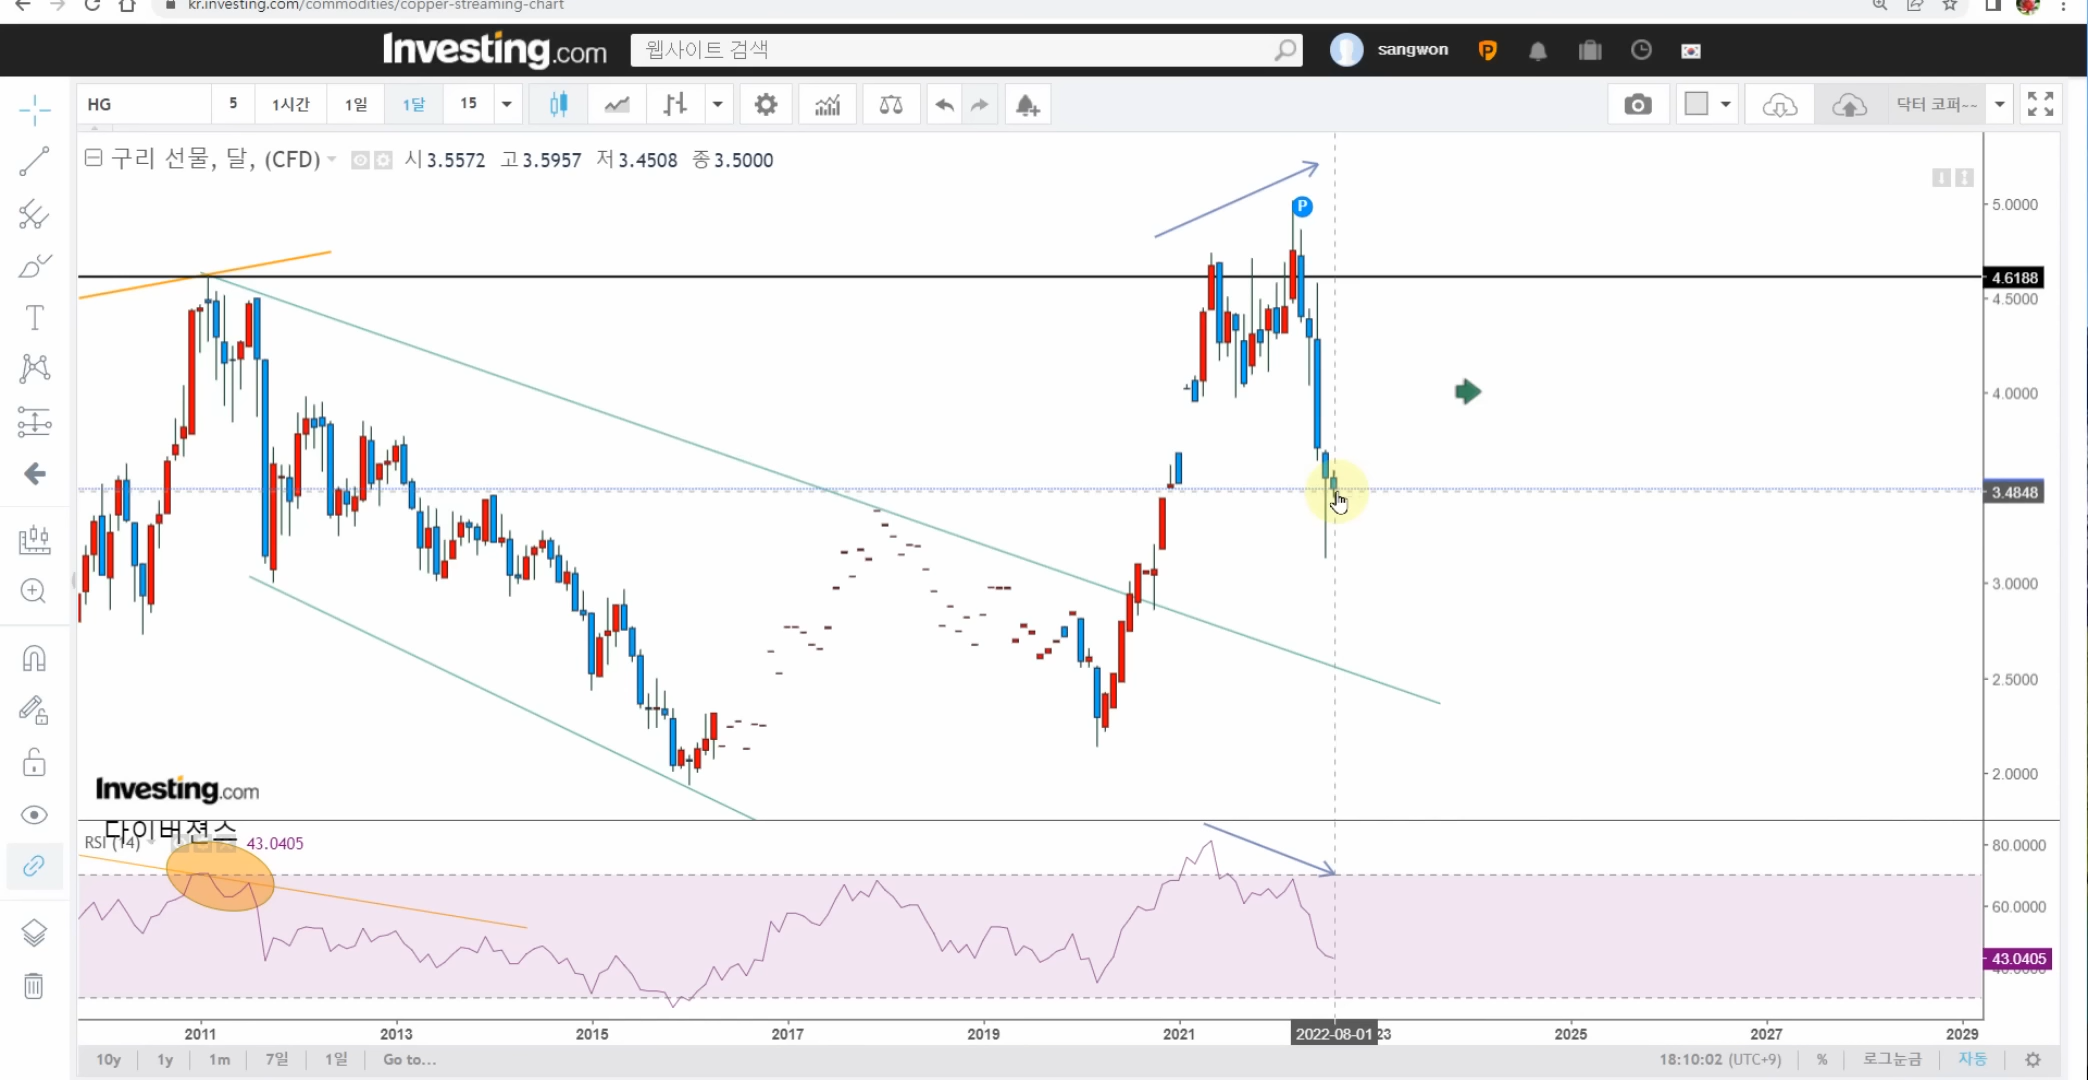 kr.investing.com/commodities/copper-streaming-chart
Investing.com
웹사이트 검색
sangwon
P
HG
5
1시간
1일
1달
15
닥터 코퍼~~
구리 선물, 달, (CFD)
시3.5572 고3.5957 저3.4508 종3.5000
P
5.0000
4.6188
4.5000
4.0000
3.4848
3.0000
2.5000
2.0000
Investing.com
다이버젼스
RSI (14)
43.0405
80.0000
60.0000
43.0405
2011
2013
2015
2017
2019
2021
2022-08-01
23
2025
2027
2029
10y
1y
1m
7일
1일
Go to...
18:10:02 (UTC+9)
%
로그눈금
자동